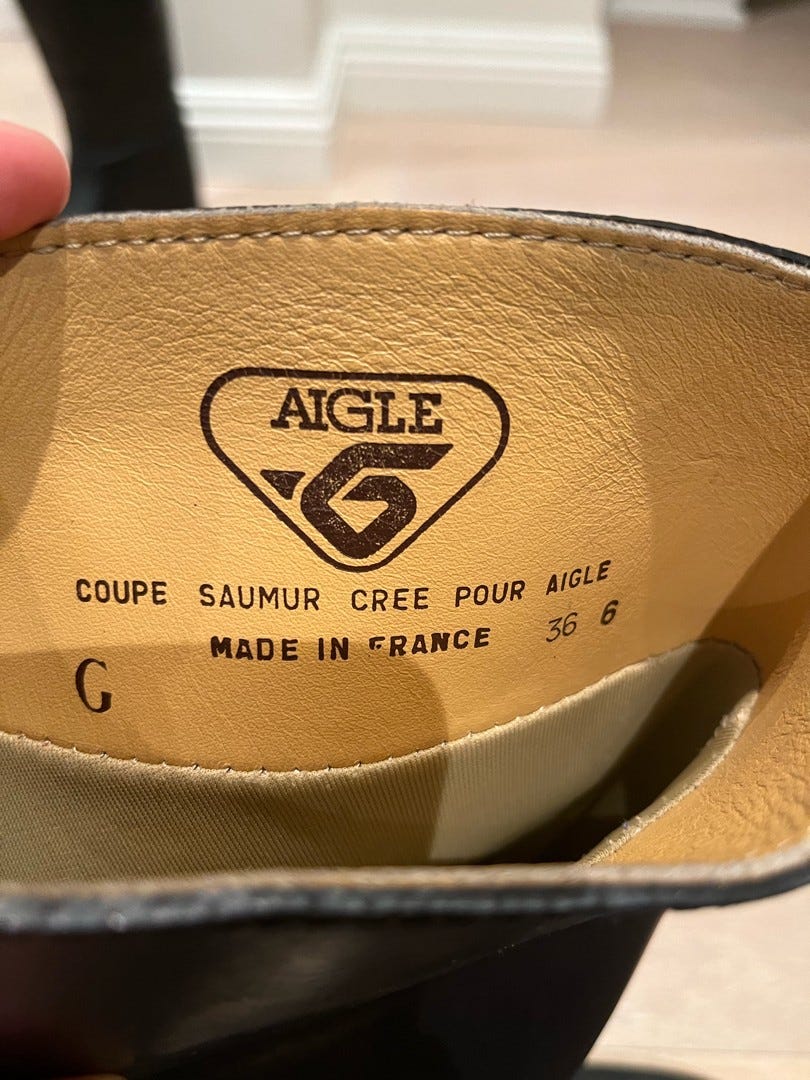 AIGLE
COUPE SAUMUR CREE POUR AIGLE
MADE IN FRANCE 36 6
G